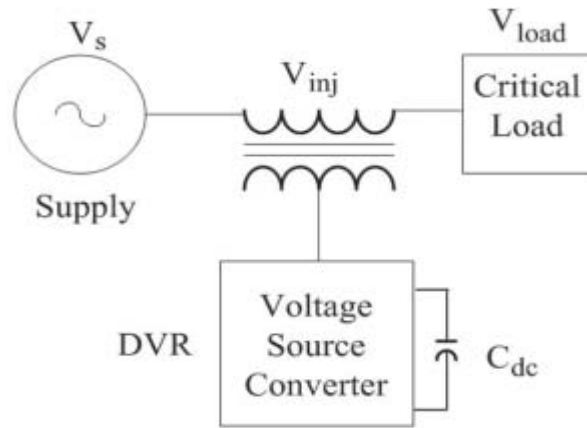 V_s
V_inj
V_load
Critical
Load
Supply
DVR
Voltage
Source
Converter
C_dc